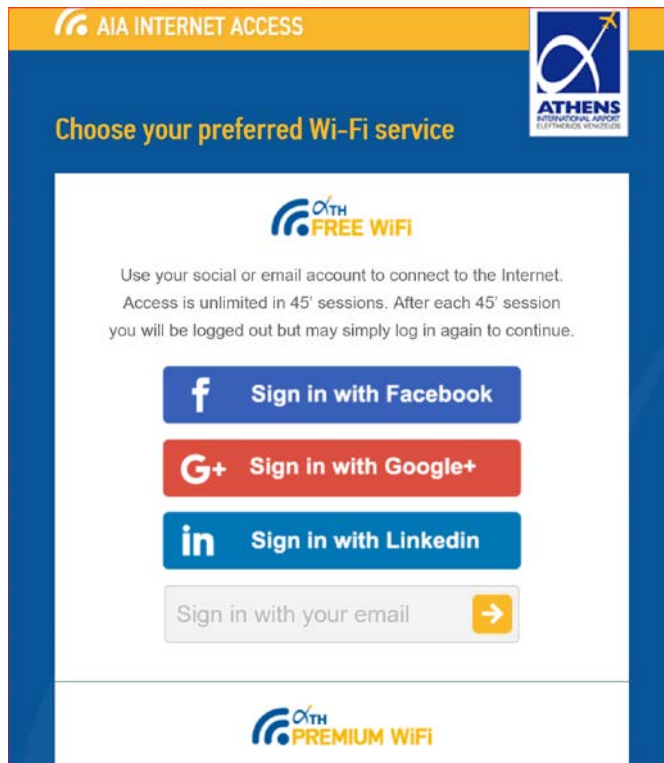 AIA INTERNET ACCESS
ATHENS
INTERNATIONAL AIRPORT
ELEFTHERIOS VENIZELOS
Choose your preferred Wi-Fi service
αTH
FREE WiFi
Use your social or email account to connect to the Internet.
Access is unlimited in 45' sessions. After each 45' session
you will be logged out but may simply log in again to continue.
f Sign in with Facebook
G+ Sign in with Google+
in Sign in with Linkedin
Sign in with your email
αTH
PREMIUM WiFi